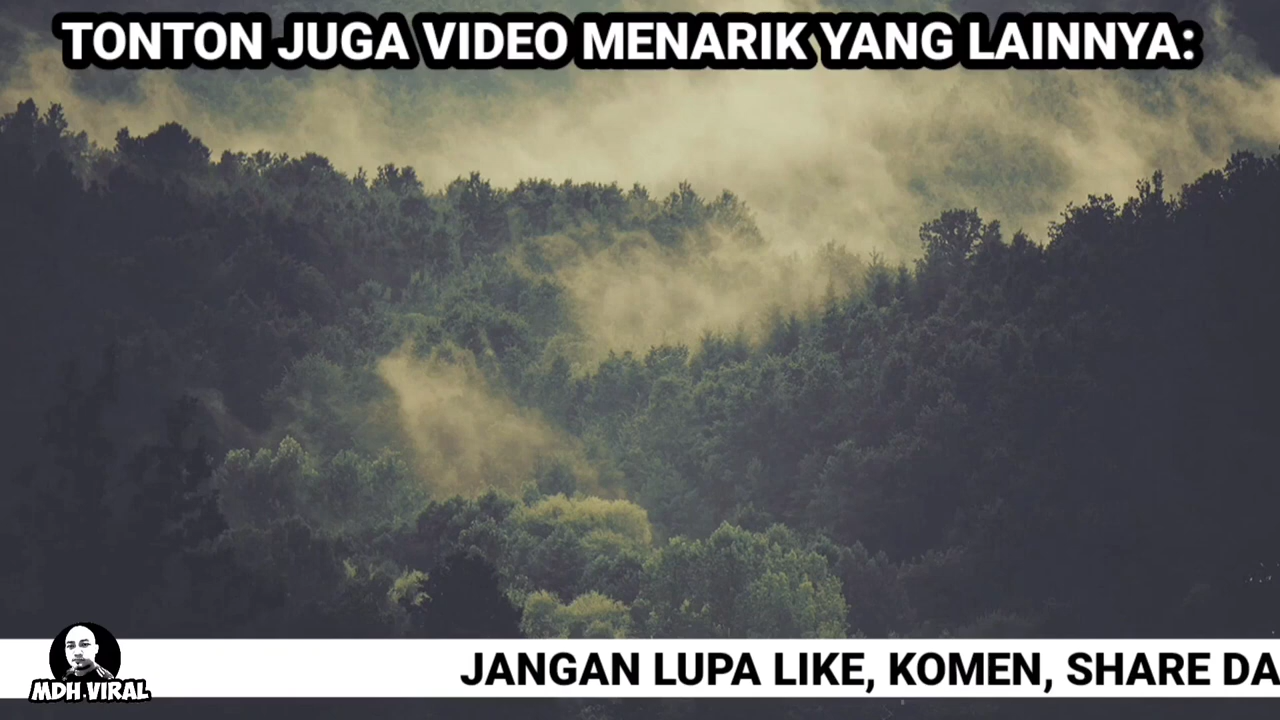 TONTON JUGA VIDEO MENARIK YANG LAINNYA:
JANGAN LUPA LIKE, KOMEN, SHARE DA
MDH.VIRAL